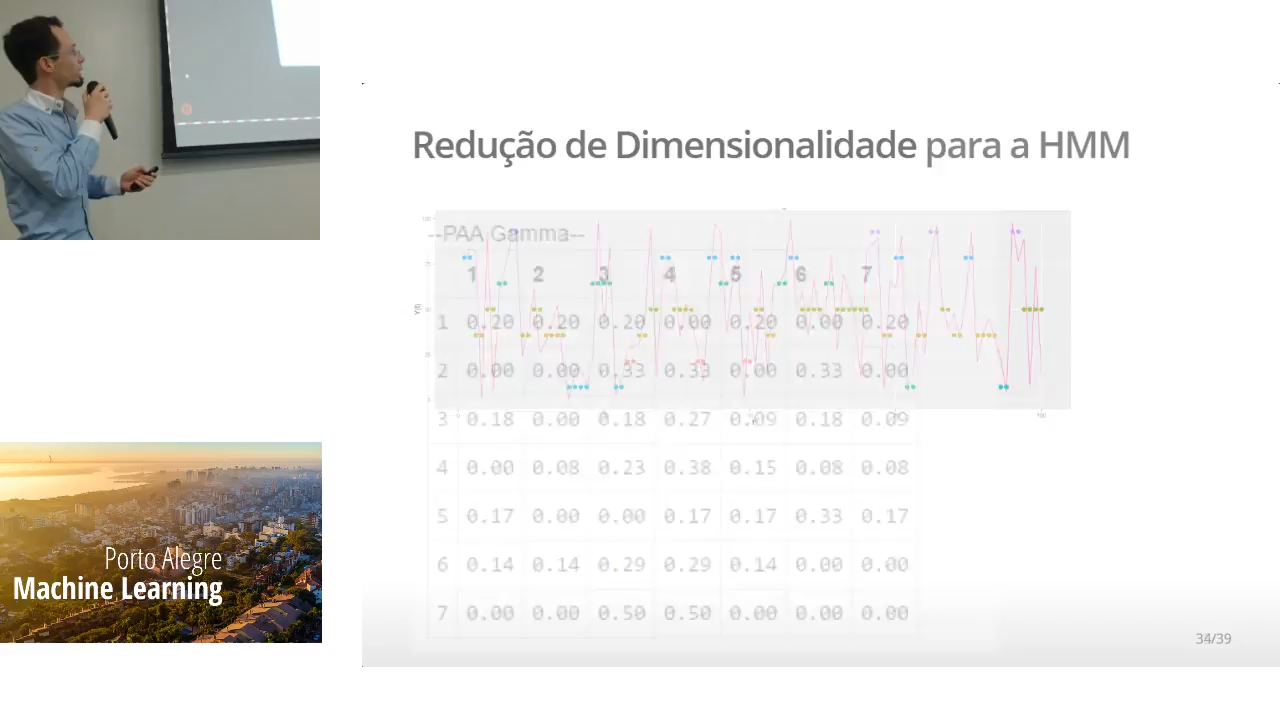 Redução de Dimensionalidade para a HMM
--PAA Gamma--
1 2 3 4 5 6 7
1 0.20 0.20 0.20 0.00 0.20 0.00 0.20
2 0.00 0.00 0.33 0.33 0.00 0.33 0.00
3 0.18 0.00 0.18 0.27 0.09 0.18 0.09
4 0.00 0.08 0.23 0.38 0.15 0.08 0.08
5 0.17 0.00 0.00 0.17 0.17 0.33 0.17
6 0.14 0.14 0.29 0.29 0.14 0.00 0.00
7 0.00 0.00 0.50 0.50 0.00 0.00 0.00
34/39
Porto Alegre
Machine Learning